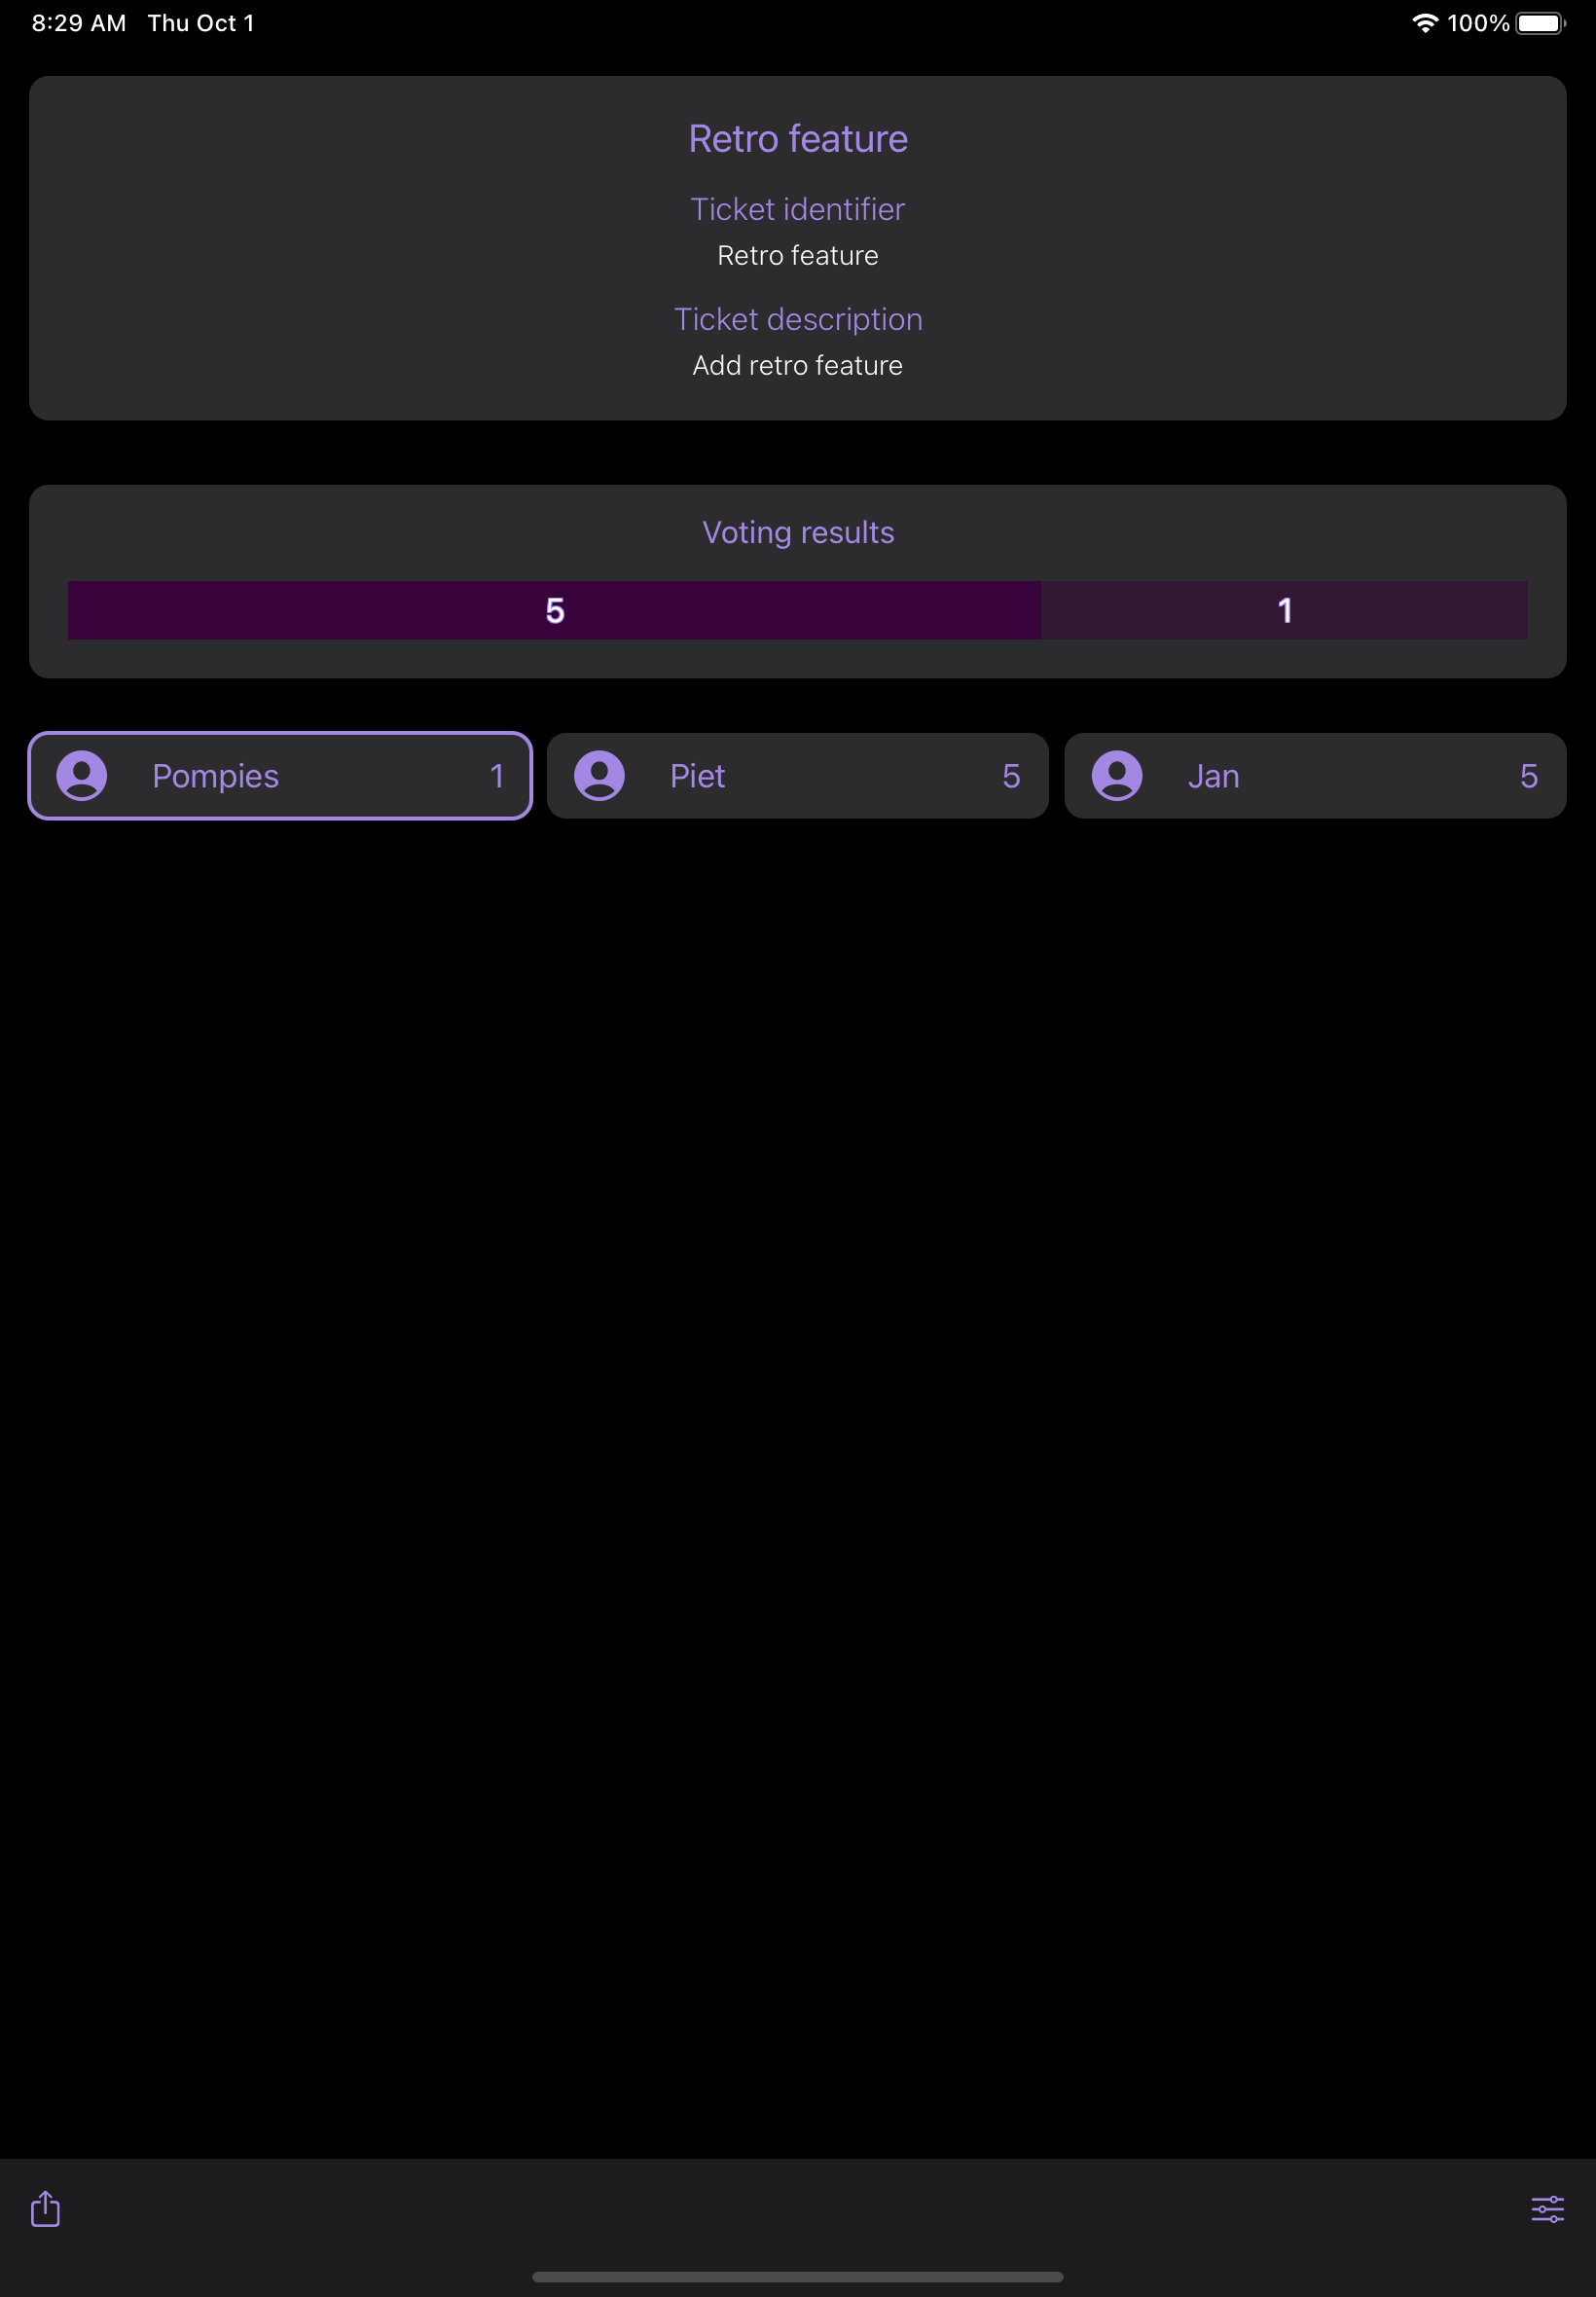 8:29 AM Thu Oct 1 100%
Retro feature
Ticket identifier
Retro feature
Ticket description
Add retro feature
Voting results
5 1
Pompies 1 Piet 5 Jan 5